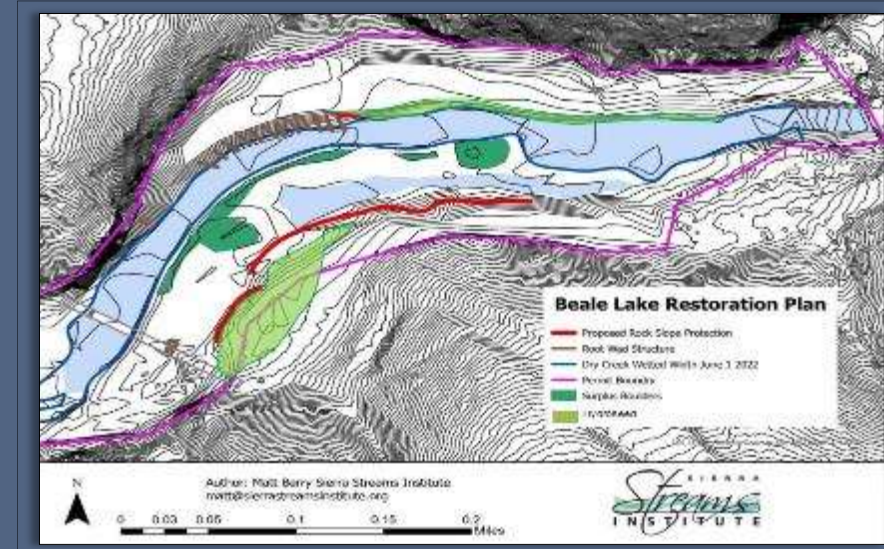 Beale Lake Restoration Plan
Proposed Rock Slope Protection
Root Wad Structure
Dry Creek Wetted Width June 1 2022
Permit Boundry
Surplus Boulders
Hydroseed
N
Author: Matt Berry Sierra Streams Institute
matt@sierrastreamsinstitute.org
0 0.03 0.05 0.1 0.15 0.2
Miles
SIERRA
Streams
INSTITUTE